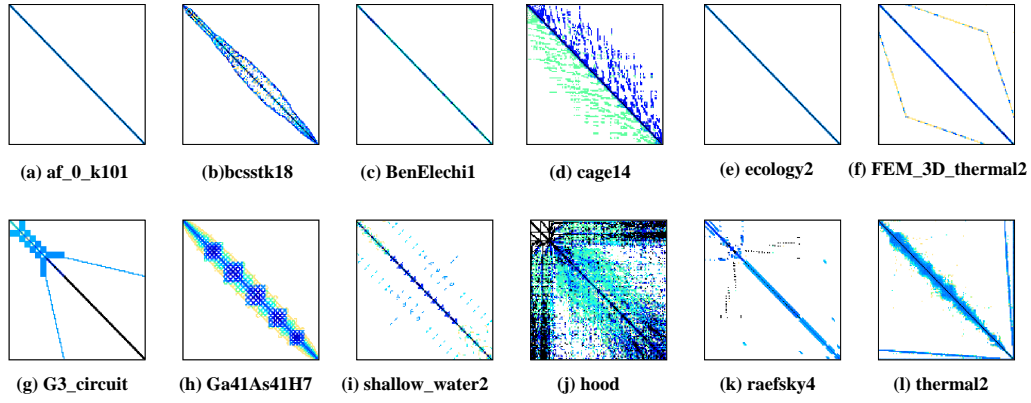 (a) af_0_k101
(b)bcsstk18
(c) BenElechi1
(d) cage14
(e) ecology2
(f) FEM_3D_thermal2
(g) G3_circuit
(h) Ga41As41H7
(i) shallow_water2
(j) hood
(k) raefsky4
(l) thermal2